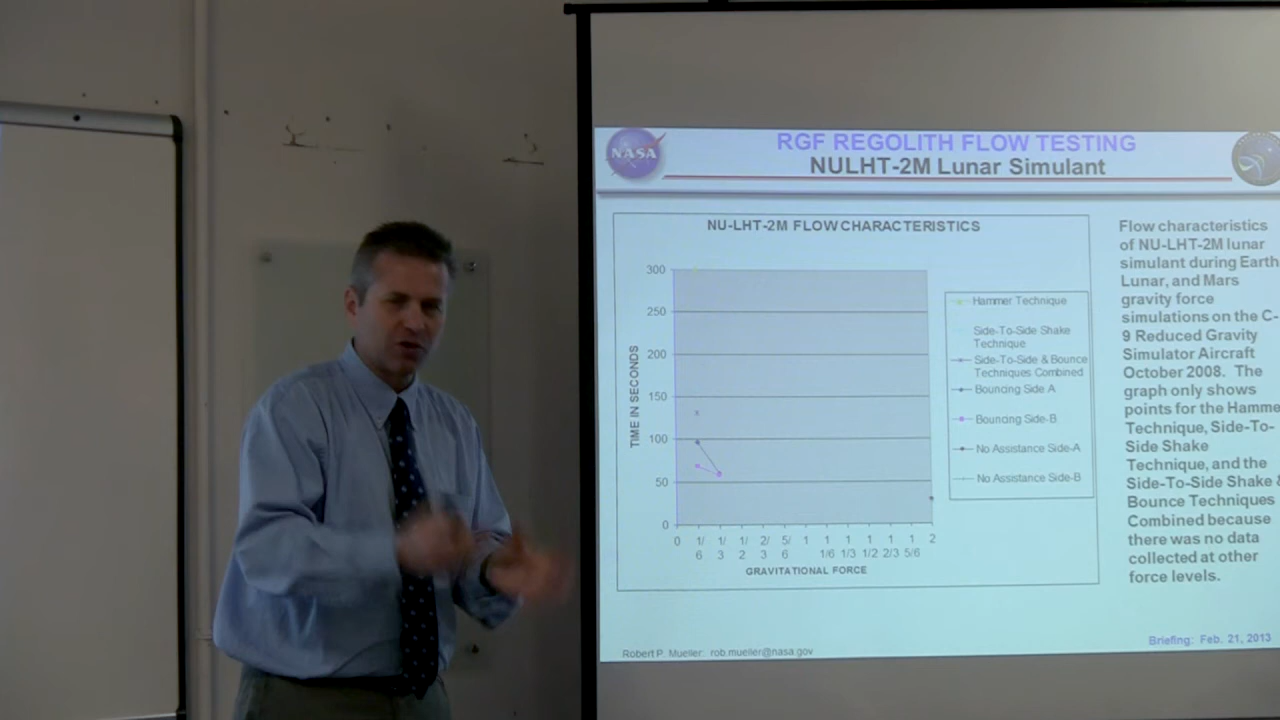 NASA
RGF REGOLITH FLOW TESTING
NULHT-2M Lunar Simulant
NU-LHT-2M FLOW CHARACTERISTICS
TIME IN SECONDS
300
250
200
150
100
50
0
0 1/6 1/3 1/2 2/3 5/6 1 1 1/6 1 1/3 1 1/2 1 2/3 1 5/6 2
GRAVITATIONAL FORCE
Hammer Technique
Side-To-Side Shake
Technique
Side-To-Side & Bounce
Techniques Combined
Bouncing Side A
Bouncing Side-B
No Assistance Side-A
No Assistance Side-B
Flow characteristics
of NU-LHT-2M lunar
simulant during Earth
Lunar, and Mars
gravity force
simulations on the C-
9 Reduced Gravity
Simulator Aircraft
October 2008. The
graph only shows
points for the Hamme
Technique, Side-To-
Side Shake
Technique, and the
Side-To-Side Shake &
Bounce Techniques
Combined because
there was no data
collected at other
force levels.
Robert P. Mueller: rob.mueller@nasa.gov
Briefing: Feb. 21, 2013